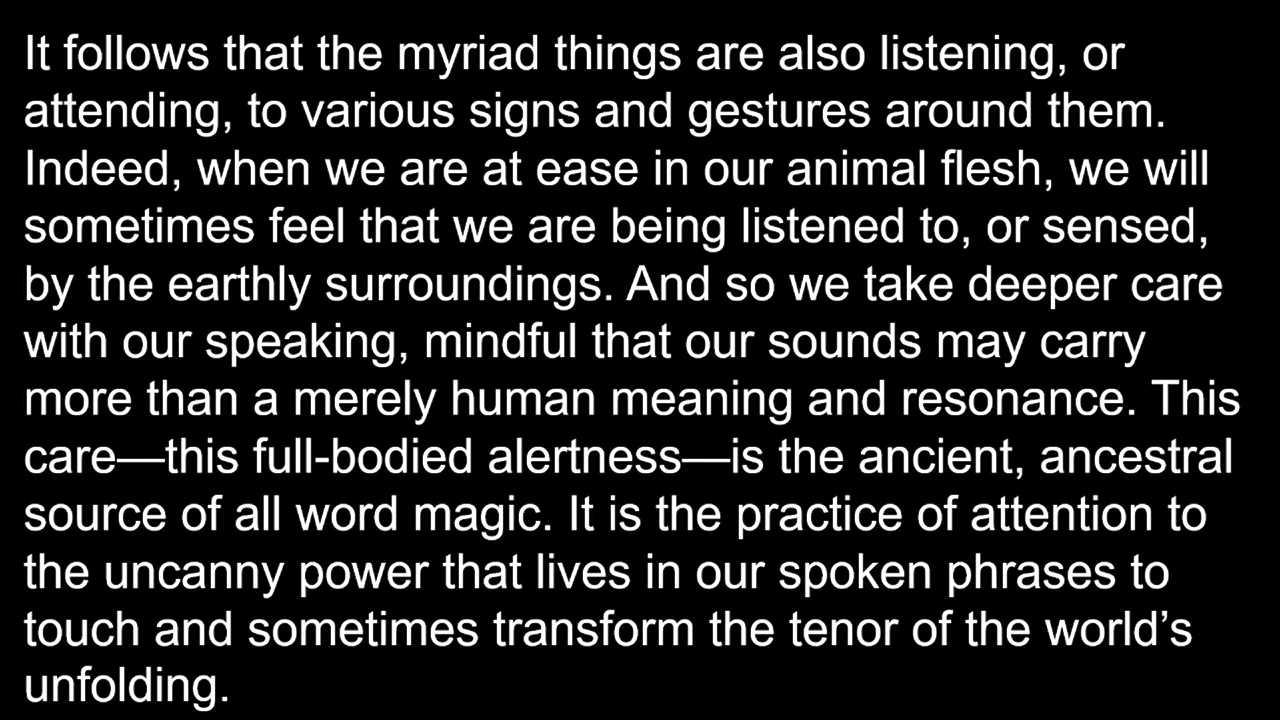 It follows that the myriad things are also listening, or
attending, to various signs and gestures around them.
Indeed, when we are at ease in our animal flesh, we will
sometimes feel that we are being listened to, or sensed,
by the earthly surroundings. And so we take deeper care
with our speaking, mindful that our sounds may carry
more than a merely human meaning and resonance. This
care—this full-bodied alertness—is the ancient, ancestral
source of all word magic. It is the practice of attention to
the uncanny power that lives in our spoken phrases to
touch and sometimes transform the tenor of the world’s
unfolding.